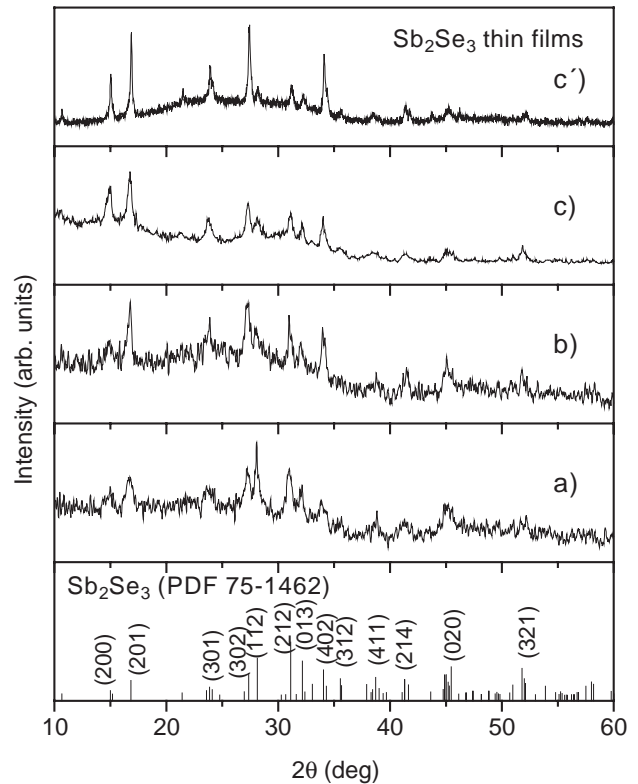 Sb₂Se₃ thin films
c´)
c)
b)
a)
Intensity (arb. units)
Sb₂Se₃ (PDF 75-1462)
(200)
(201)
(301)
(302)
(112)
(212)
(013)
(402)
(312)
(411)
(214)
(020)
(321)
10 20 30 40 50 60
2θ (deg)